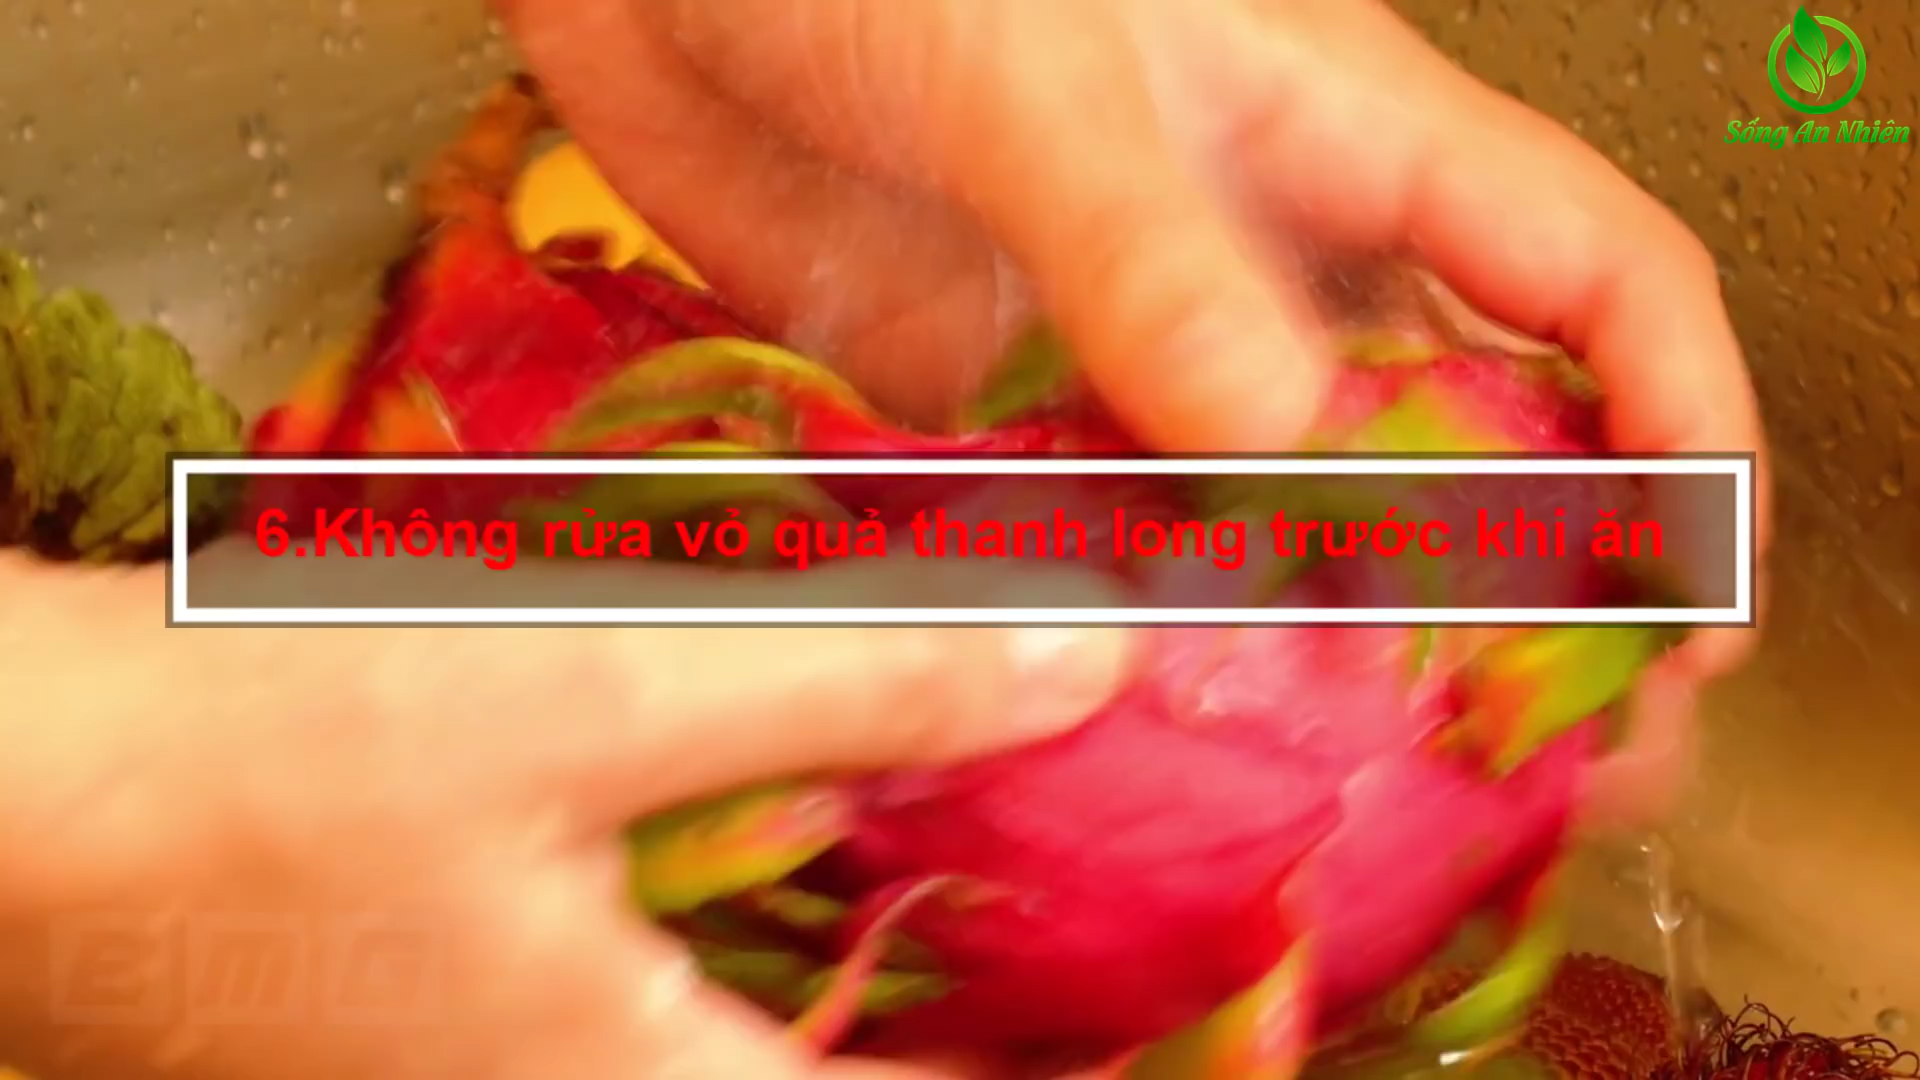 Sống An Nhiên
6.Không rửa vỏ quả thanh long trước khi ăn